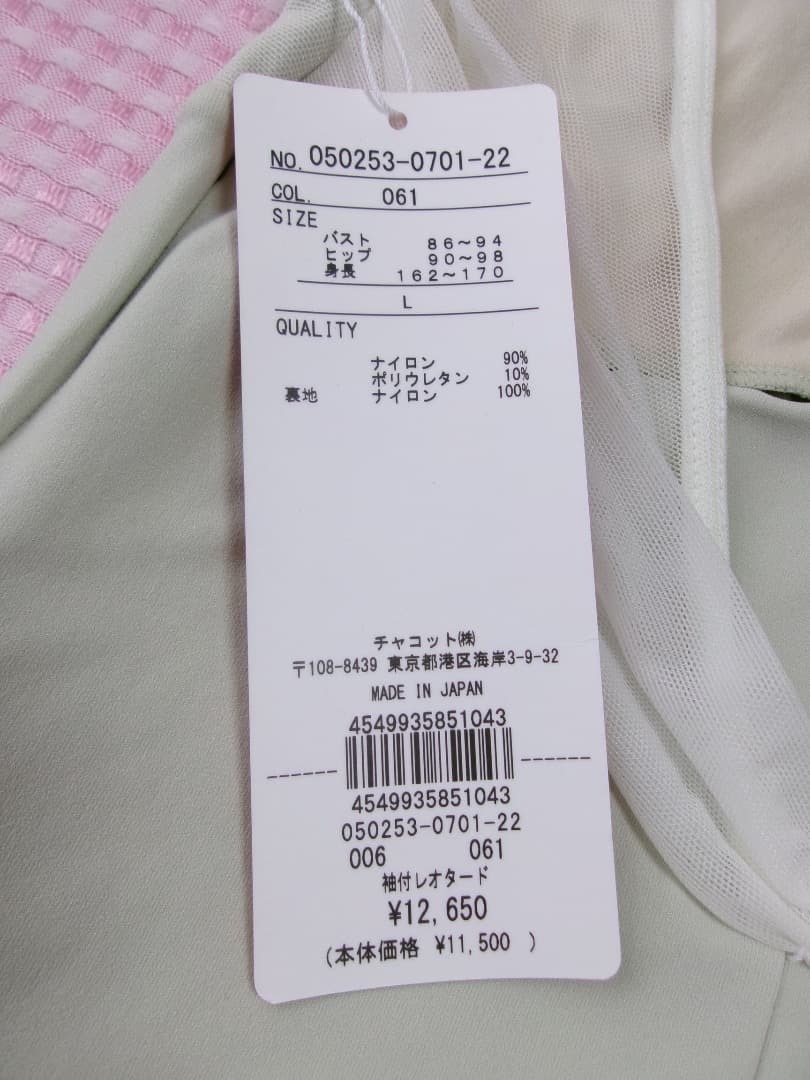 NO. 050253-0701-22
COL. 061
SIZE
バスト 86～94
ヒップ 90～98
身長 162～170
L
QUALITY
ナイロン 90%
ポリウレタン 10%
裏地 ナイロン 100%
チャコット㈱
〒108-8439 東京都港区海岸3-9-32
MADE IN JAPAN
4549935851043
4549935851043
050253-0701-22
006 061
袖付レオタード
¥12,650
(本体価格 ¥11,500 )